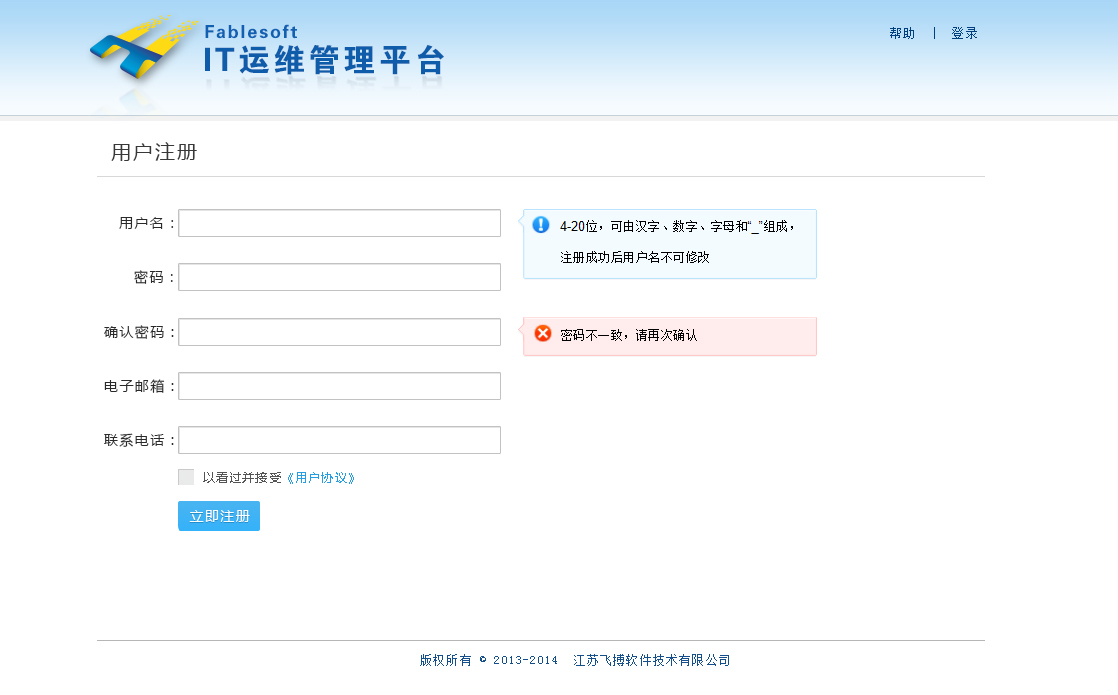 Fablesoft
IT运维管理平台
帮助 | 登录
用户注册
用户名：
4-20位，可由汉字、数字、字母和“_”组成，
注册成功后用户名不可修改
密码：
确认密码：
密码不一致，请再次确认
电子邮箱：
联系电话：
以看过并接受《用户协议》
立即注册
版权所有 © 2013-2014 江苏飞搏软件技术有限公司